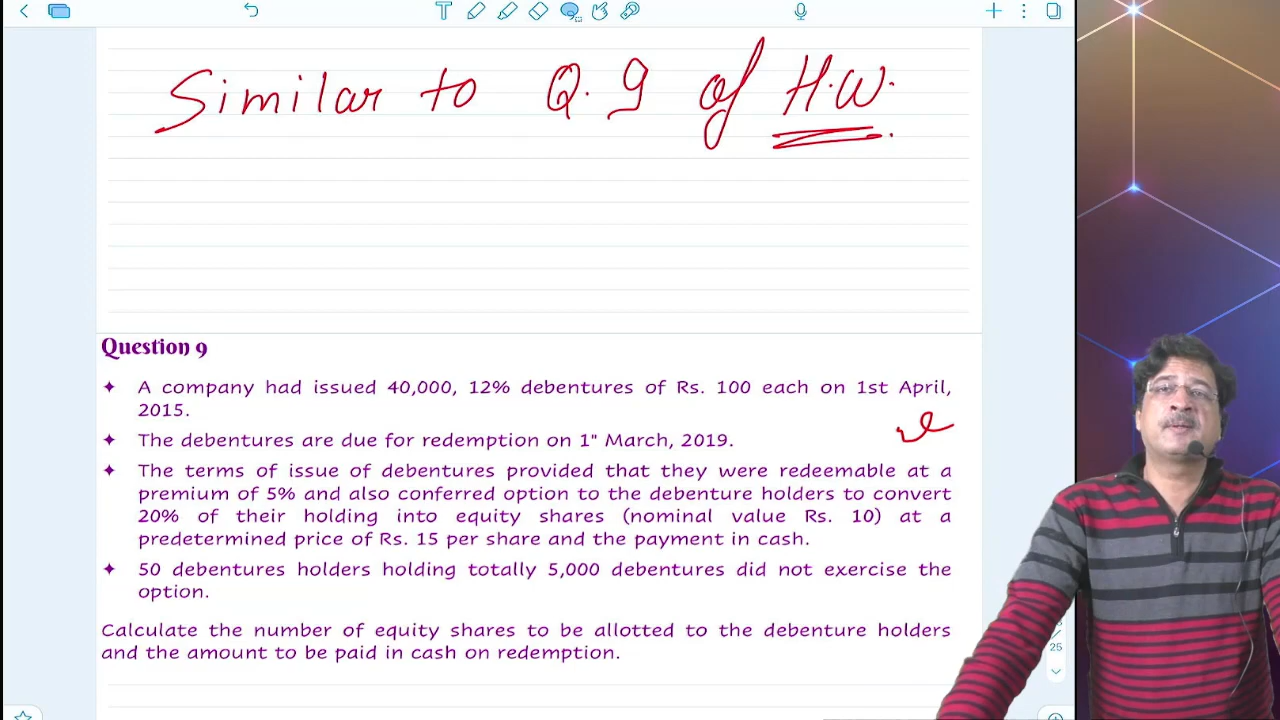 Similar to Q.9 of H.W.
Question 9
✦ A company had issued 40,000, 12% debentures of Rs. 100 each on 1st April,
2015.
✦ The debentures are due for redemption on 1" March, 2019.
✦ The terms of issue of debentures provided that they were redeemable at a
premium of 5% and also conferred option to the debenture holders to convert
20% of their holding into equity shares (nominal value Rs. 10) at a
predetermined price of Rs. 15 per share and the payment in cash.
✦ 50 debentures holders holding totally 5,000 debentures did not exercise the
option.
Calculate the number of equity shares to be allotted to the debenture holders
and the amount to be paid in cash on redemption.
/
25